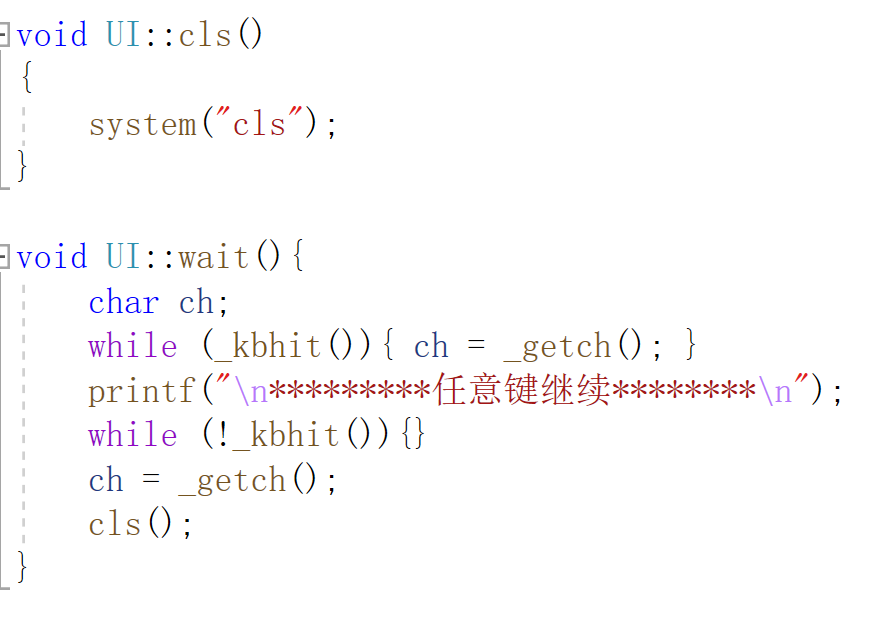 void UI::cls()
{
    system("cls");
}

void UI::wait(){
    char ch;
    while (_kbhit()){ ch = _getch(); }
    printf("\n*********任意键继续********\n");
    while (!_kbhit()){}
    ch = _getch();
    cls();
}